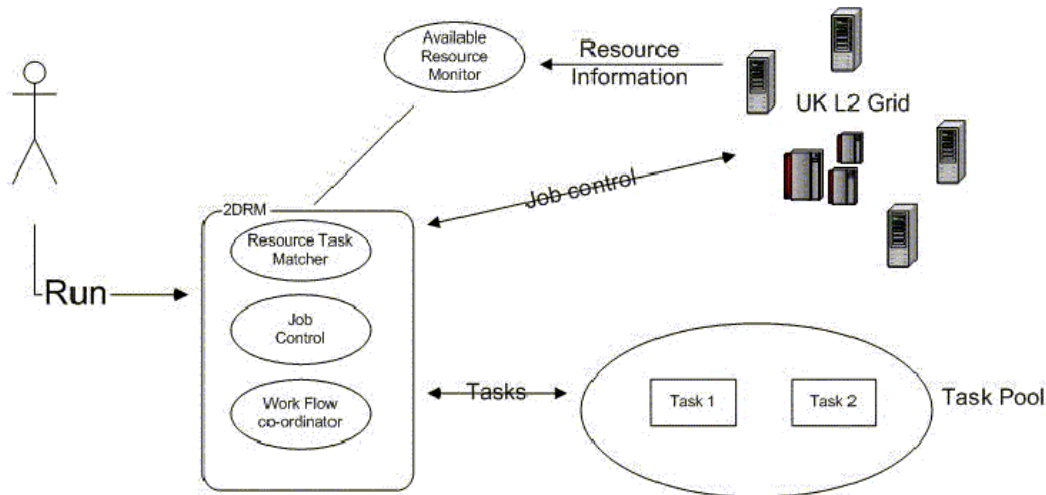 Available
Resource
Monitor
Resource
Information
UK L2 Grid
Job control
2DRM
Resource Task
Matcher
Run
Job
Control
Work Flow
co-ordinator
Tasks
Task 1
Task 2
Task Pool